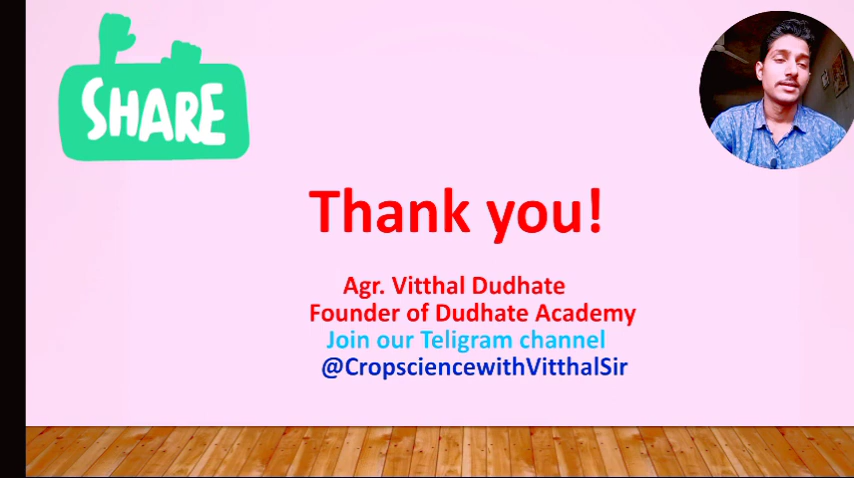 SHARE
Thank you!
Agr. Vitthal Dudhate
Founder of Dudhate Academy
Join our Teligram channel
@CropsciencewithVitthalSir